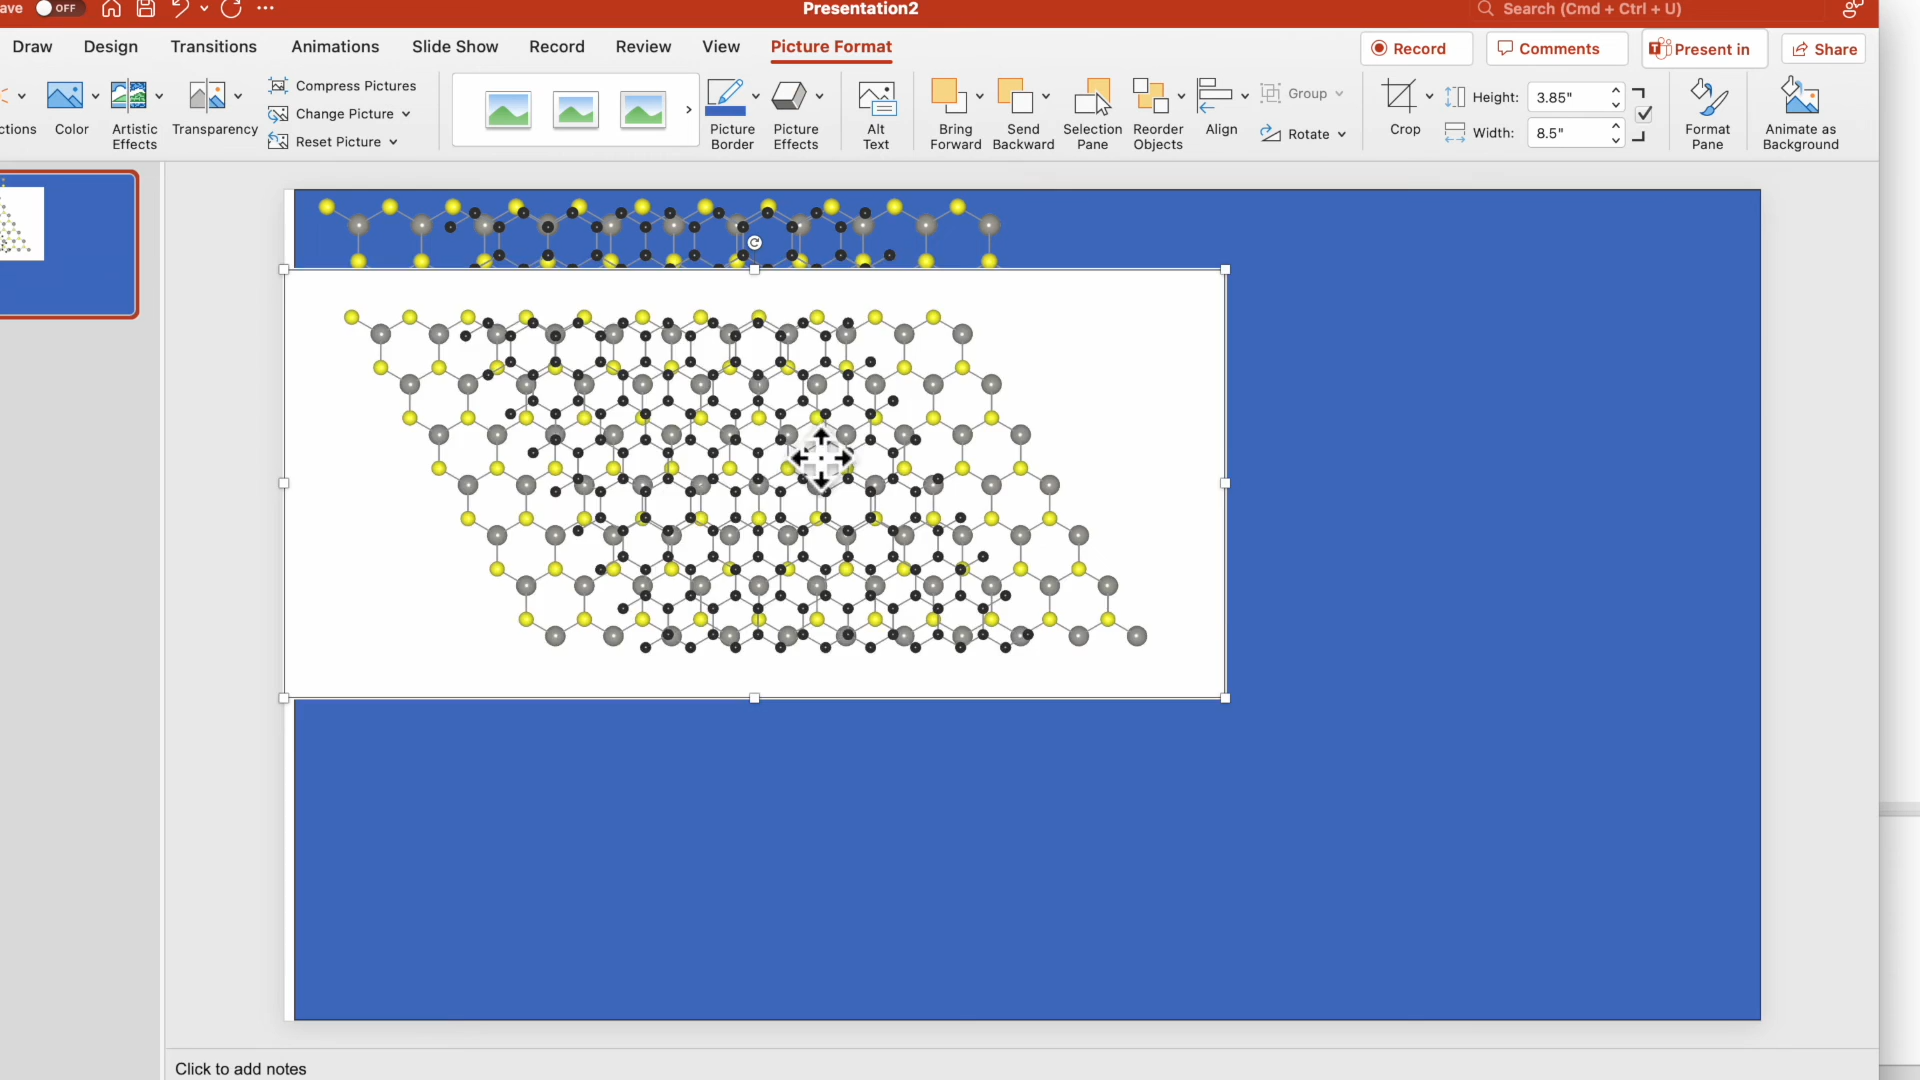 ave OFF
Presentation2
Search (Cmd + Ctrl + U)
Draw Design Transitions Animations Slide Show Record Review View Picture Format
Record Comments Present in Share
ctions
Color
Artistic
Effects
Transparency
Compress Pictures
Change Picture
Reset Picture
Picture
Border
Picture
Effects
Alt
Text
Bring
Forward
Send
Backward
Selection
Pane
Reorder
Objects
Align
Group
Rotate
Crop
Height: 3.85"
Width: 8.5"
Format
Pane
Animate as
Background
Click to add notes